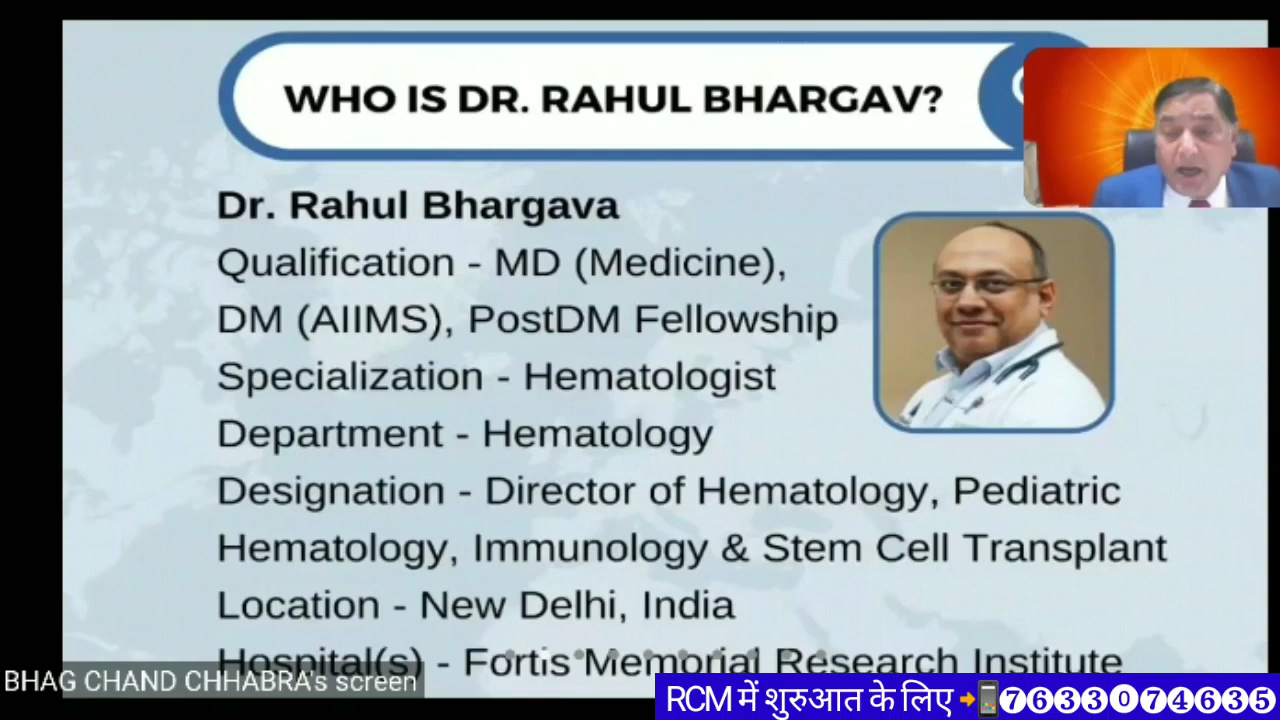 WHO IS DR. RAHUL BHARGAV?
Dr. Rahul Bhargava
Qualification - MD (Medicine),
DM (AIIMS), PostDM Fellowship
Specialization - Hematologist
Department - Hematology
Designation - Director of Hematology, Pediatric
Hematology, Immunology & Stem Cell Transplant
Location - New Delhi, India
Hospital(s) - Fortis Memorial Research Institute
BHAG CHAND CHHABRA's screen
RCM में शुरुआत के लिए ➜📱❼❻❸❸⓿❼❹❻❸❺